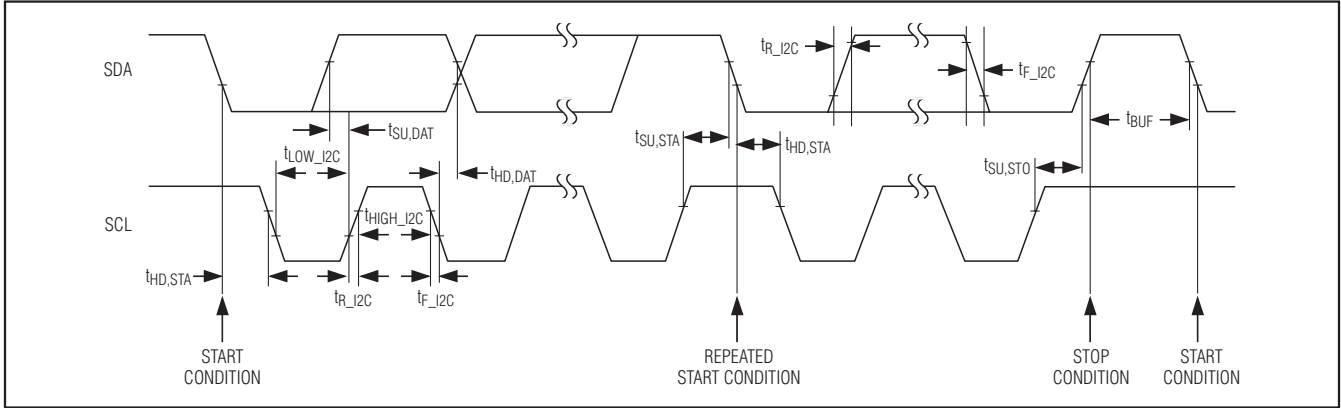 SDA
tR_I2C
tF_I2C
tSU,DAT
tSU,STA
tHD,STA
tBUF
tLOW_I2C
tHD,DAT
tSU,STO
SCL
tHIGH_I2C
tHD,STA
tR_I2C
tF_I2C
START
CONDITION
REPEATED
START CONDITION
STOP
CONDITION
START
CONDITION